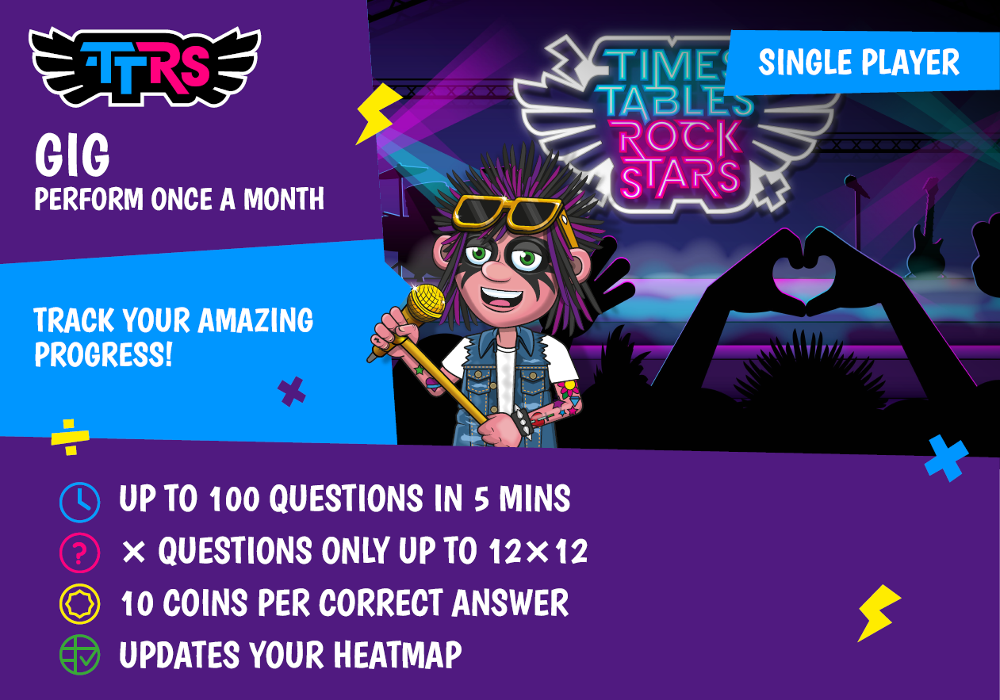 TTRS
GIG
PERFORM ONCE A MONTH
TRACK YOUR AMAZING
PROGRESS!
TIMES
TABLES
ROCK
STARS
SINGLE PLAYER
UP TO 100 QUESTIONS IN 5 MINS
?
× QUESTIONS ONLY UP TO 12×12
10 COINS PER CORRECT ANSWER
UPDATES YOUR HEATMAP